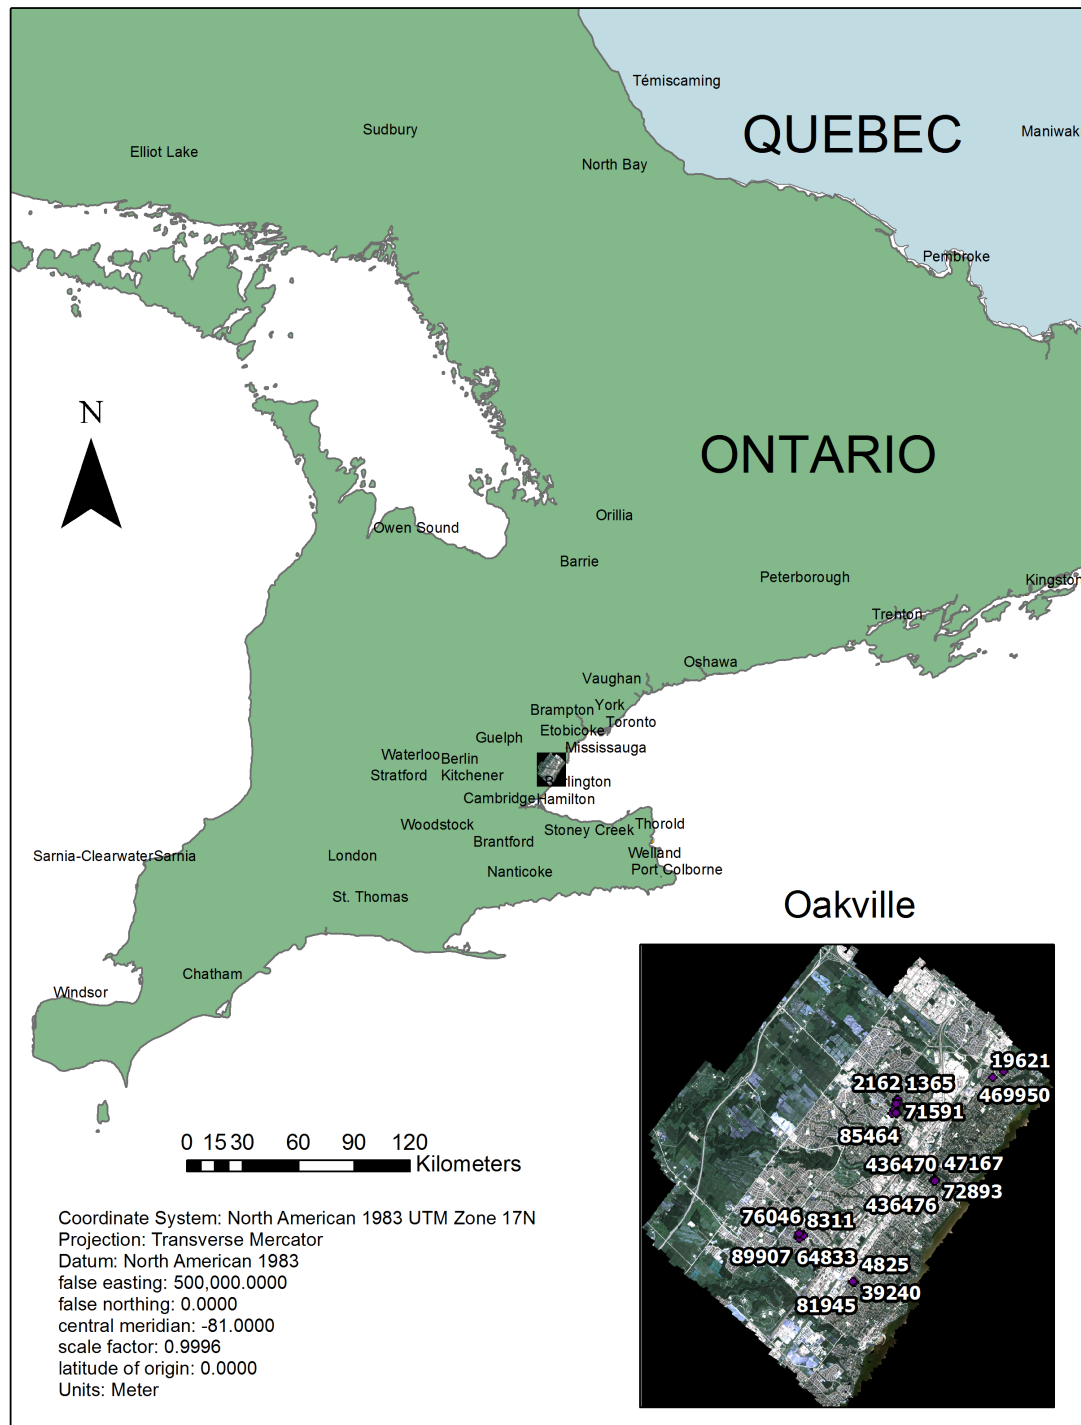 Témiscaming
QUEBEC
Maniwak
Sudbury
Elliot Lake
North Bay
Pembroke
N
ONTARIO
Owen Sound
Orillia
Barrie
Peterborough
Kingston
Trenton
Oshawa
Vaughan
Brampton
York
Etobicoke
Toronto
Guelph
Mississauga
Waterloo
Berlin
Stratford
Kitchener
Burlington
Cambridge
Hamilton
Woodstock
Stoney Creek
Thorold
Brantford
Sarnia-Clearwater
Sarnia
London
Welland
Nanticoke
Port Colborne
St. Thomas
Oakville
Chatham
Windsor
19621
2162
1365
469950
71591
85464
436470
47167
72893
436476
76046
8311
89907
64833
4825
39240
81945
0 15 30 60 90 120
Kilometers
Coordinate System: North American 1983 UTM Zone 17N
Projection: Transverse Mercator
Datum: North American 1983
false easting: 500,000.0000
false northing: 0.0000
central meridian: -81.0000
scale factor: 0.9996
latitude of origin: 0.0000
Units: Meter